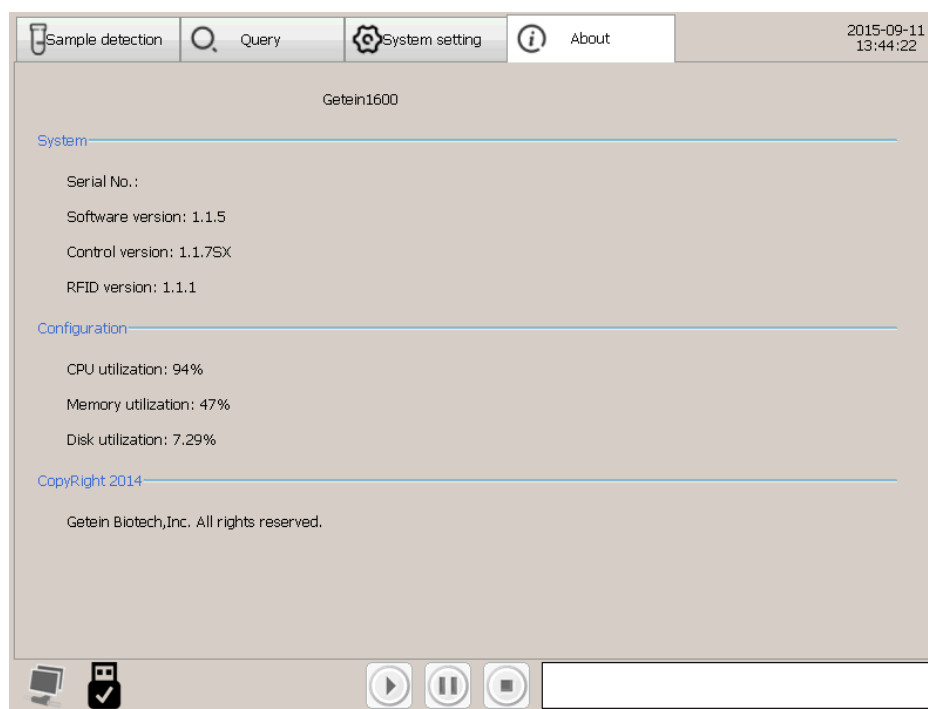 Sample detection
Query
System setting
About
2015-09-11
13:44:22
Getein1600
System
Serial No.:
Software version: 1.1.5
Control version: 1.1.7SX
RFID version: 1.1.1
Configuration
CPU utilization: 94%
Memory utilization: 47%
Disk utilization: 7.29%
CopyRight 2014
Getein Biotech,Inc. All rights reserved.